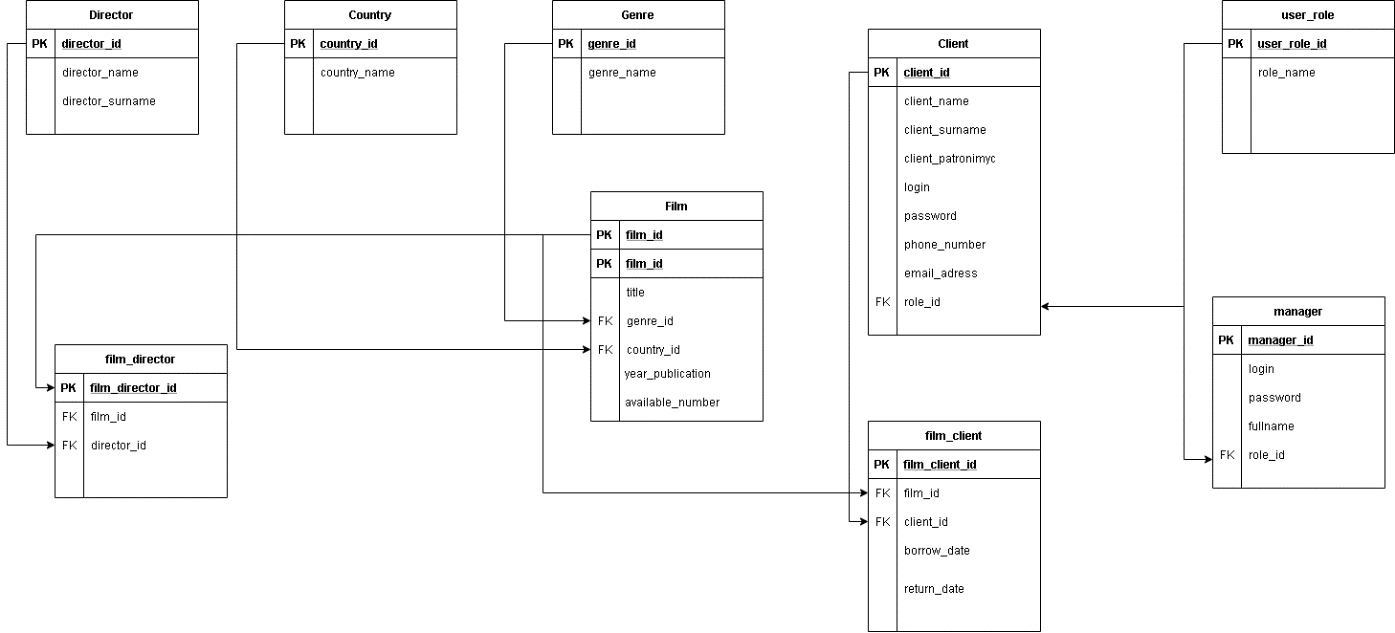 Director
PK director_id
director_name
director_surname
Country
PK country_id
country_name
Genre
PK genre_id
genre_name
Client
PK client_id
client_name
client_surname
client_patronimyc
login
password
phone_number
email_adress
FK role_id
user_role
PK user_role_id
role_name
Film
PK film_id
PK film_id
title
FK genre_id
FK country_id
year_publication
available_number
manager
PK manager_id
login
password
fullname
FK role_id
film_director
PK film_director_id
FK film_id
FK director_id
film_client
PK film_client_id
FK film_id
FK client_id
borrow_date
return_date